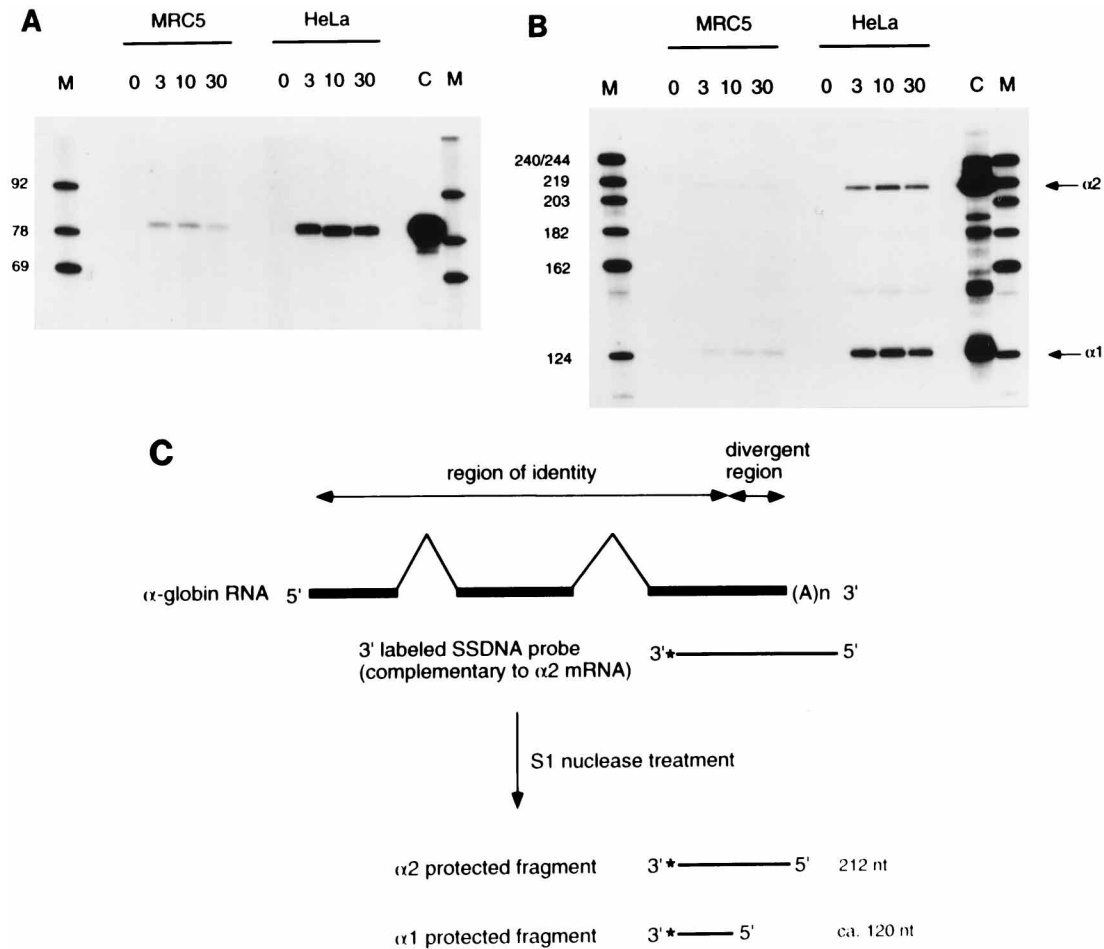 A
MRC5 HeLa
M 0 3 10 30 0 3 10 30 C M
92
78
69
B
MRC5 HeLa
M 0 3 10 30 0 3 10 30 C M
240/244
219
203
182
162
124
α2
α1
C
region of identity
divergent
region
α-globin RNA 5' (A)n 3'
3' labeled SSDNA probe
(complementary to α2 mRNA)
3'* 5'
S1 nuclease treatment
α2 protected fragment 3'* 5' 212 nt
α1 protected fragment 3'* 5' ca. 120 nt